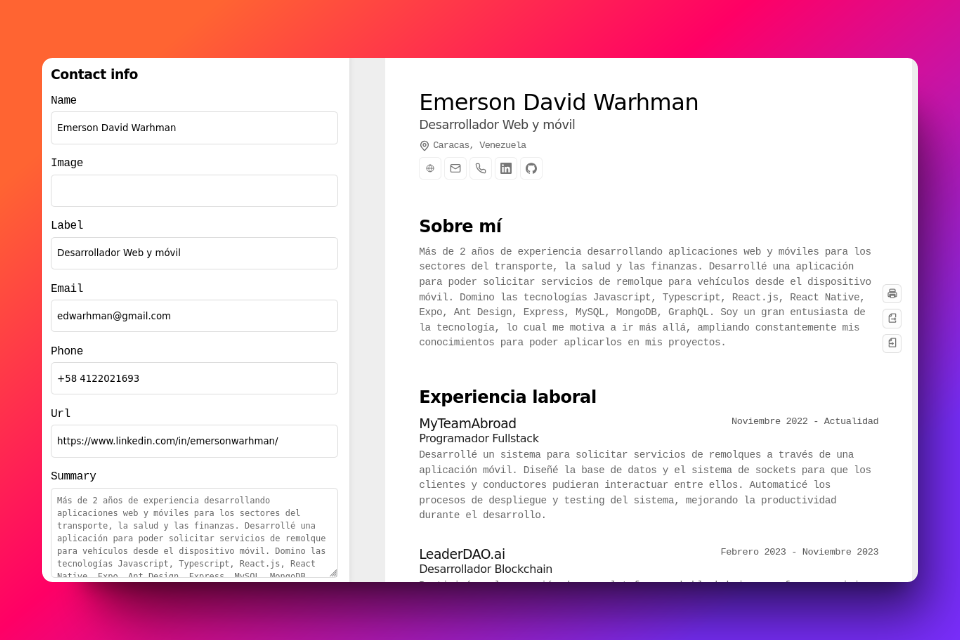 Contact info
Name
Emerson David Warhman
Image
Label
Desarrollador Web y móvil
Email
edwarhman@gmail.com
Phone
+58 4122021693
Url
https://www.linkedin.com/in/emersonwarhman/
Summary
Más de 2 años de experiencia desarrollando
aplicaciones web y móviles para los sectores del
transporte, la salud y las finanzas. Desarrollé una
aplicación para poder solicitar servicios de remolque
para vehículos desde el dispositivo móvil. Domino las
tecnologías Javascript, Typescript, React.js, React
Native, Expo, Ant Design, Express, MySQL, MongoDB,
Emerson David Warhman
Desarrollador Web y móvil
Caracas, Venezuela
Sobre mí
Más de 2 años de experiencia desarrollando aplicaciones web y móviles para los
sectores del transporte, la salud y las finanzas. Desarrollé una aplicación
para poder solicitar servicios de remolque para vehículos desde el dispositivo
móvil. Domino las tecnologías Javascript, Typescript, React.js, React Native,
Expo, Ant Design, Express, MySQL, MongoDB, GraphQL. Soy un gran entusiasta de
la tecnología, lo cual me motiva a ir más allá, ampliando constantemente mis
conocimientos para poder aplicarlos en mis proyectos.
Experiencia laboral
MyTeamAbroad
Noviembre 2022 - Actualidad
Programador Fullstack
Desarrollé un sistema para solicitar servicios de remolques a través de una
aplicación móvil. Diseñé la base de datos y el sistema de sockets para que los
clientes y conductores pudieran interactuar entre ellos. Automaticé los
procesos de despliegue y testing del sistema, mejorando la productividad
durante el desarrollo.
LeaderDAO.ai
Febrero 2023 - Noviembre 2023
Desarrollador Blockchain